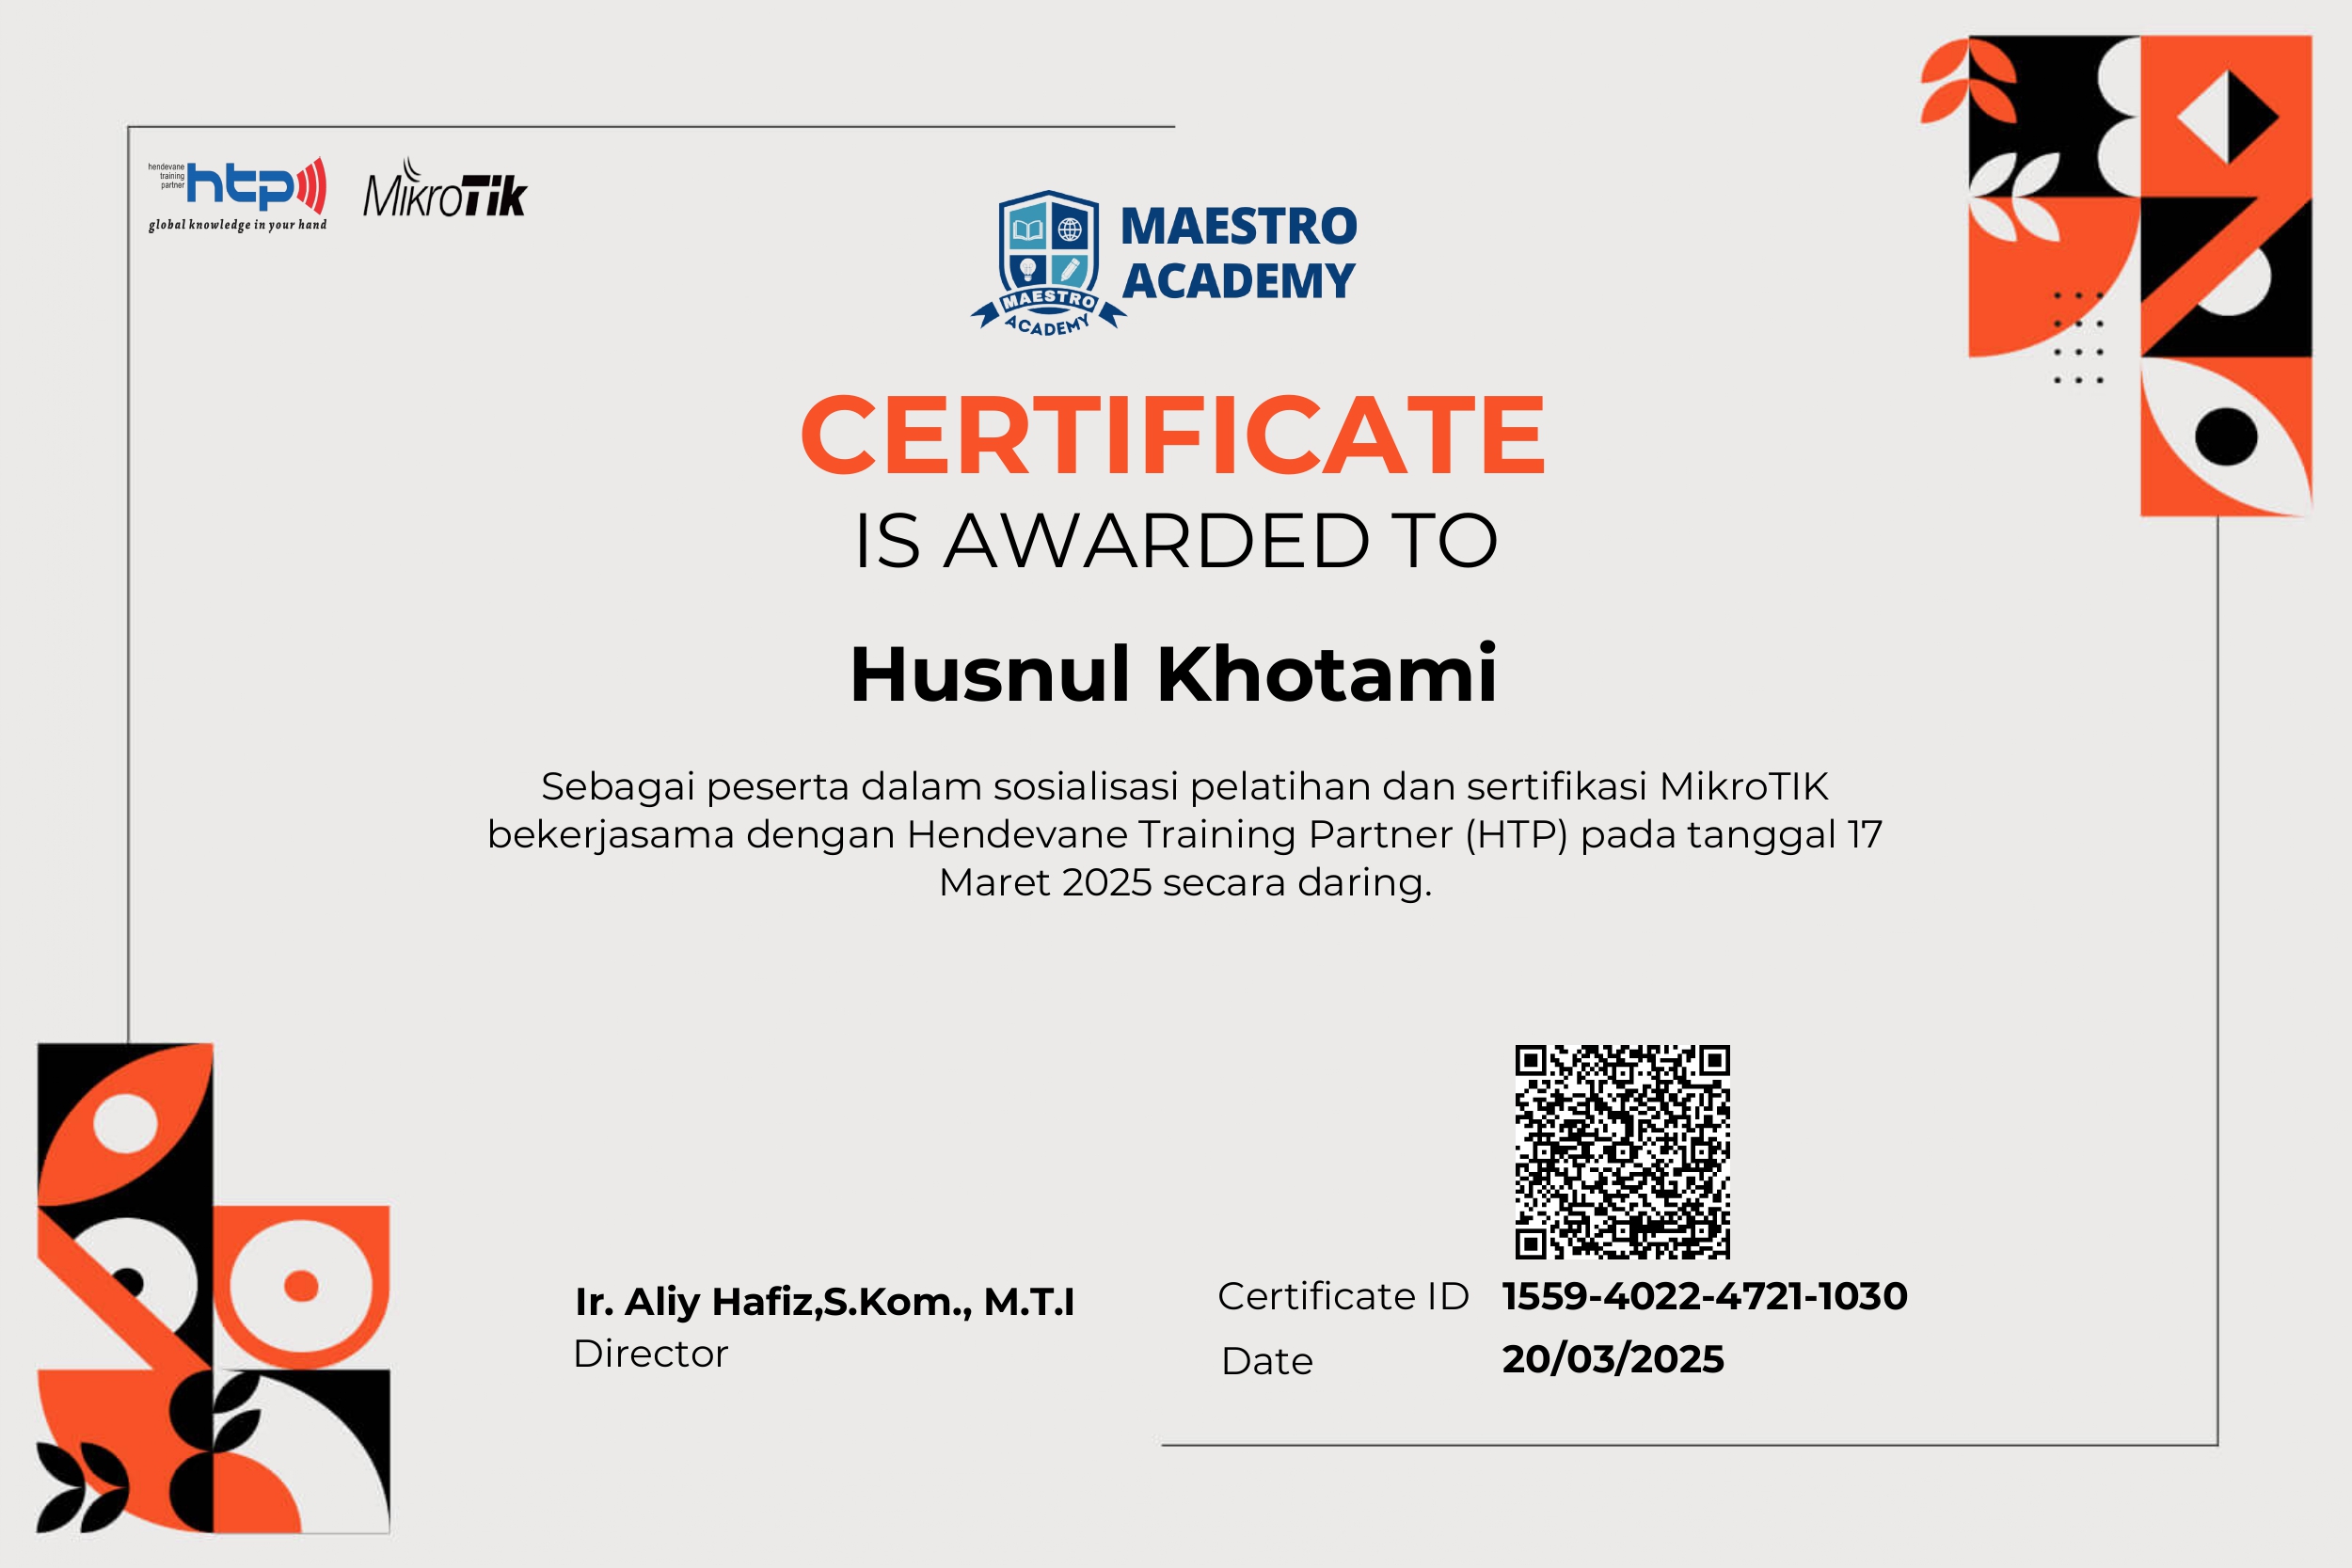 hendevane
training
partner
htp
global knowledge in your hand
MikroTik
MAESTRO
ACADEMY
MAESTRO
ACADEMY
CERTIFICATE
IS AWARDED TO
Husnul Khotami
Sebagai peserta dalam sosialisasi pelatihan dan sertifikasi MikroTIK
bekerjasama dengan Hendevane Training Partner (HTP) pada tanggal 17
Maret 2025 secara daring.
Ir. Aliy Hafiz,S.Kom., M.T.I
Director
Certificate ID 1559-4022-4721-1030
Date 20/03/2025